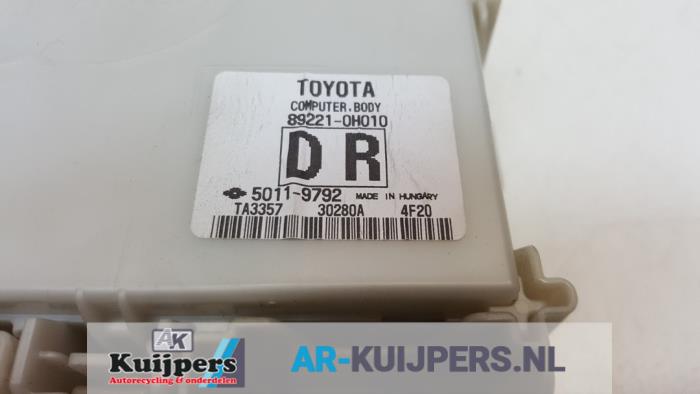 TOYOTA
COMPUTER.BODY
89221-0H010
DR
5011-9792 MADE IN HUNGARY
TA3357 30280A 4F20
AK
Kuijpers
Autorecycling & onderdelen
AR-KUIJPERS.NL